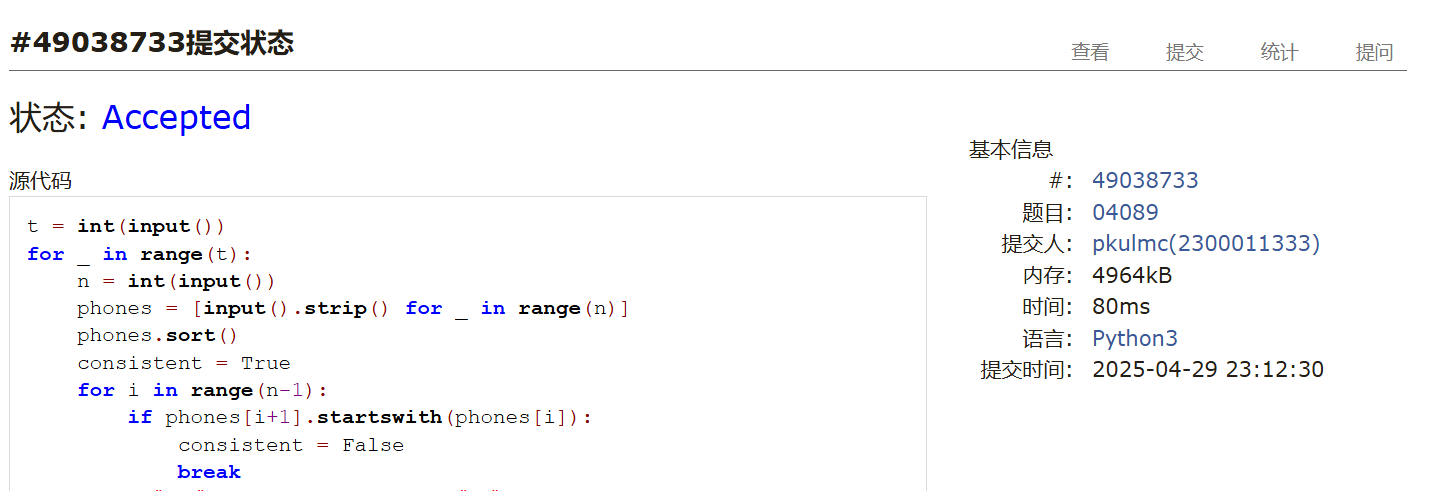 #49038733提交状态
查看 提交 统计 提问
状态: Accepted
源代码
t = int(input())
for _ in range(t):
    n = int(input())
    phones = [input().strip() for _ in range(n)]
    phones.sort()
    consistent = True
    for i in range(n-1):
        if phones[i+1].startswith(phones[i]):
            consistent = False
            break
基本信息
#: 49038733
题目: 04089
提交人: pkulmc(2300011333)
内存: 4964kB
时间: 80ms
语言: Python3
提交时间: 2025-04-29 23:12:30